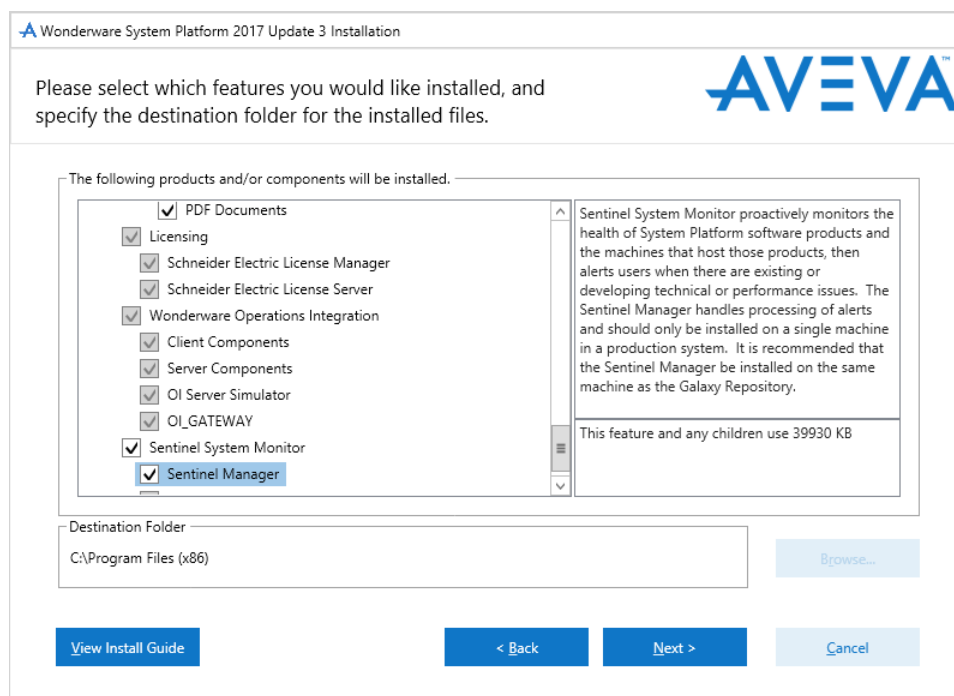 Wonderware System Platform 2017 Update 3 Installation
Please select which features you would like installed, and
specify the destination folder for the installed files.
AVEVA™
The following products and/or components will be installed.
PDF Documents
Licensing
Schneider Electric License Manager
Schneider Electric License Server
Wonderware Operations Integration
Client Components
Server Components
OI Server Simulator
OI_GATEWAY
Sentinel System Monitor
Sentinel Manager
Sentinel System Monitor proactively monitors the
health of System Platform software products and
the machines that host those products, then
alerts users when there are existing or
developing technical or performance issues. The
Sentinel Manager handles processing of alerts
and should only be installed on a single machine
in a production system. It is recommended that
the Sentinel Manager be installed on the same
machine as the Galaxy Repository.
This feature and any children use 39930 KB
Destination Folder
C:\Program Files (x86)
Browse...
View Install Guide
< Back
Next >
Cancel